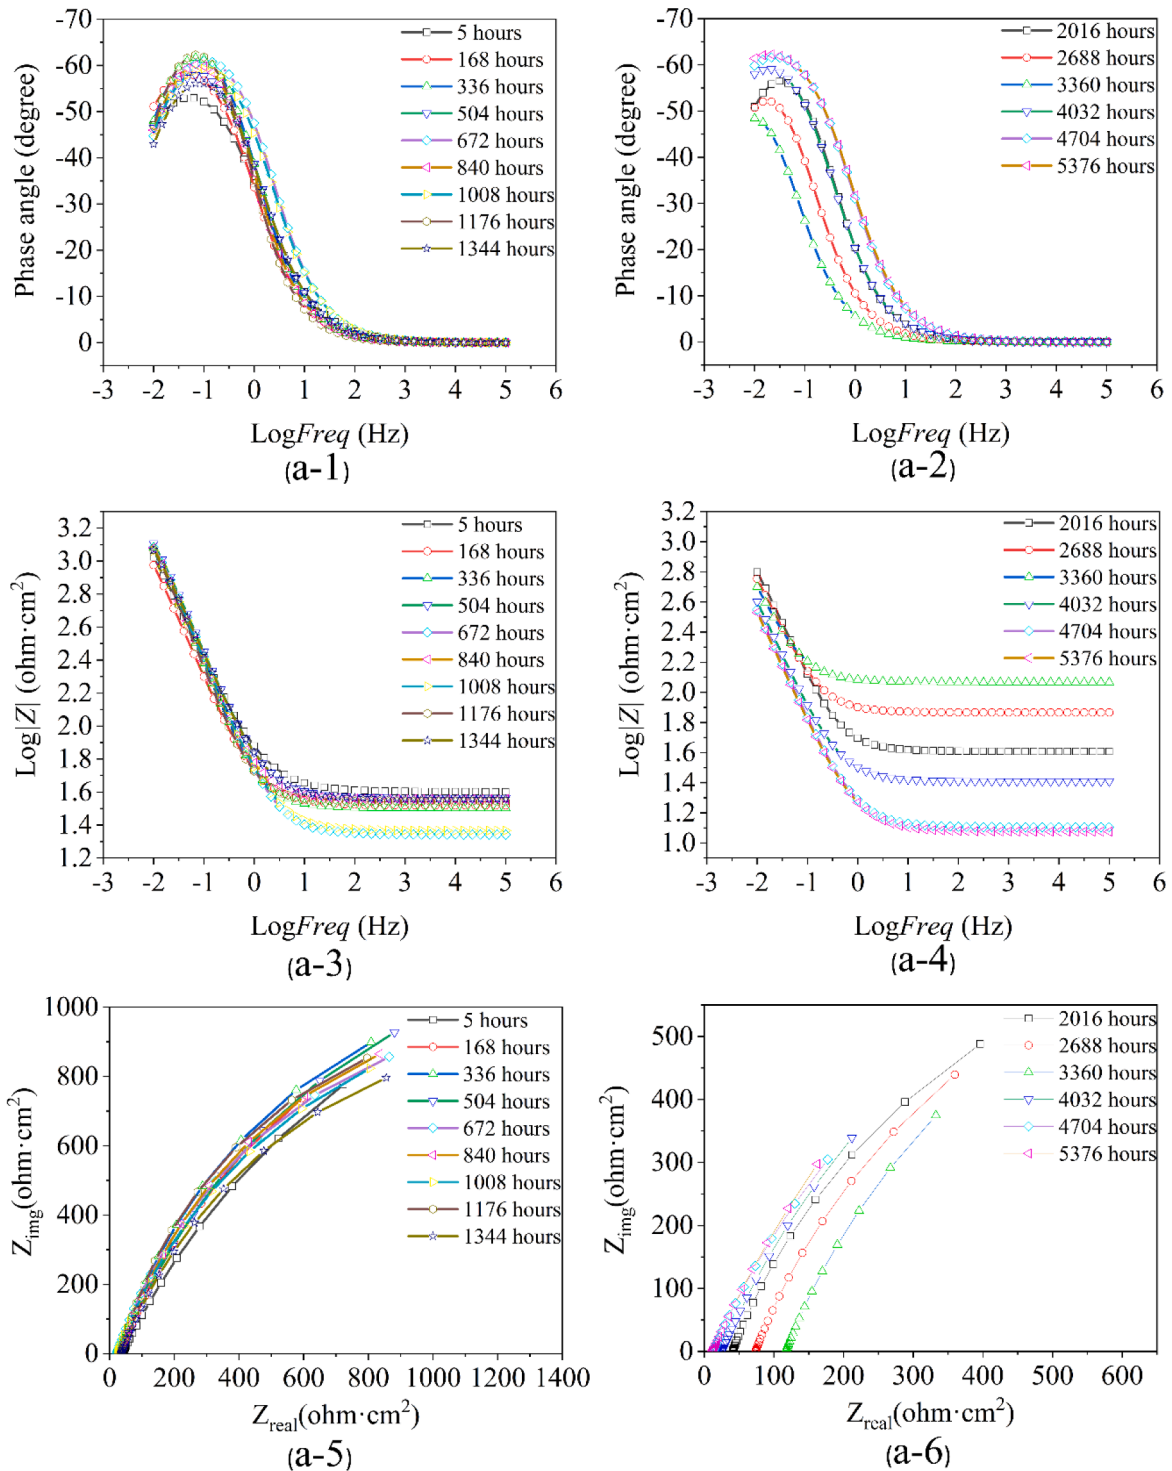 Phase angle (degree)
-70
-60
-50
-40
-30
-20
-10
0
-3 -2 -1 0 1 2 3 4 5 6
LogFreq (Hz)
5 hours
168 hours
336 hours
504 hours
672 hours
840 hours
1008 hours
1176 hours
1344 hours
(a-1)
Phase angle (degree)
-70
-60
-50
-40
-30
-20
-10
0
-3 -2 -1 0 1 2 3 4 5 6
LogFreq (Hz)
2016 hours
2688 hours
3360 hours
4032 hours
4704 hours
5376 hours
(a-2)
Log|Z| (ohm·cm²)
3.2
3.0
2.8
2.6
2.4
2.2
2.0
1.8
1.6
1.4
1.2
-3 -2 -1 0 1 2 3 4 5 6
LogFreq (Hz)
5 hours
168 hours
336 hours
504 hours
672 hours
840 hours
1008 hours
1176 hours
1344 hours
(a-3)
Log|Z| (ohm·cm²)
3.2
3.0
2.8
2.6
2.4
2.2
2.0
1.8
1.6
1.4
1.2
1.0
-3 -2 -1 0 1 2 3 4 5 6
LogFreq (Hz)
2016 hours
2688 hours
3360 hours
4032 hours
4704 hours
5376 hours
(a-4)
Zimg(ohm·cm²)
1000
800
600
400
200
0
0 200 400 600 800 1000 1200 1400
Zreal(ohm·cm²)
5 hours
168 hours
336 hours
504 hours
672 hours
840 hours
1008 hours
1176 hours
1344 hours
(a-5)
Zimg(ohm·cm²)
500
400
300
200
100
0
0 100 200 300 400 500 600
Zreal(ohm·cm²)
2016 hours
2688 hours
3360 hours
4032 hours
4704 hours
5376 hours
(a-6)